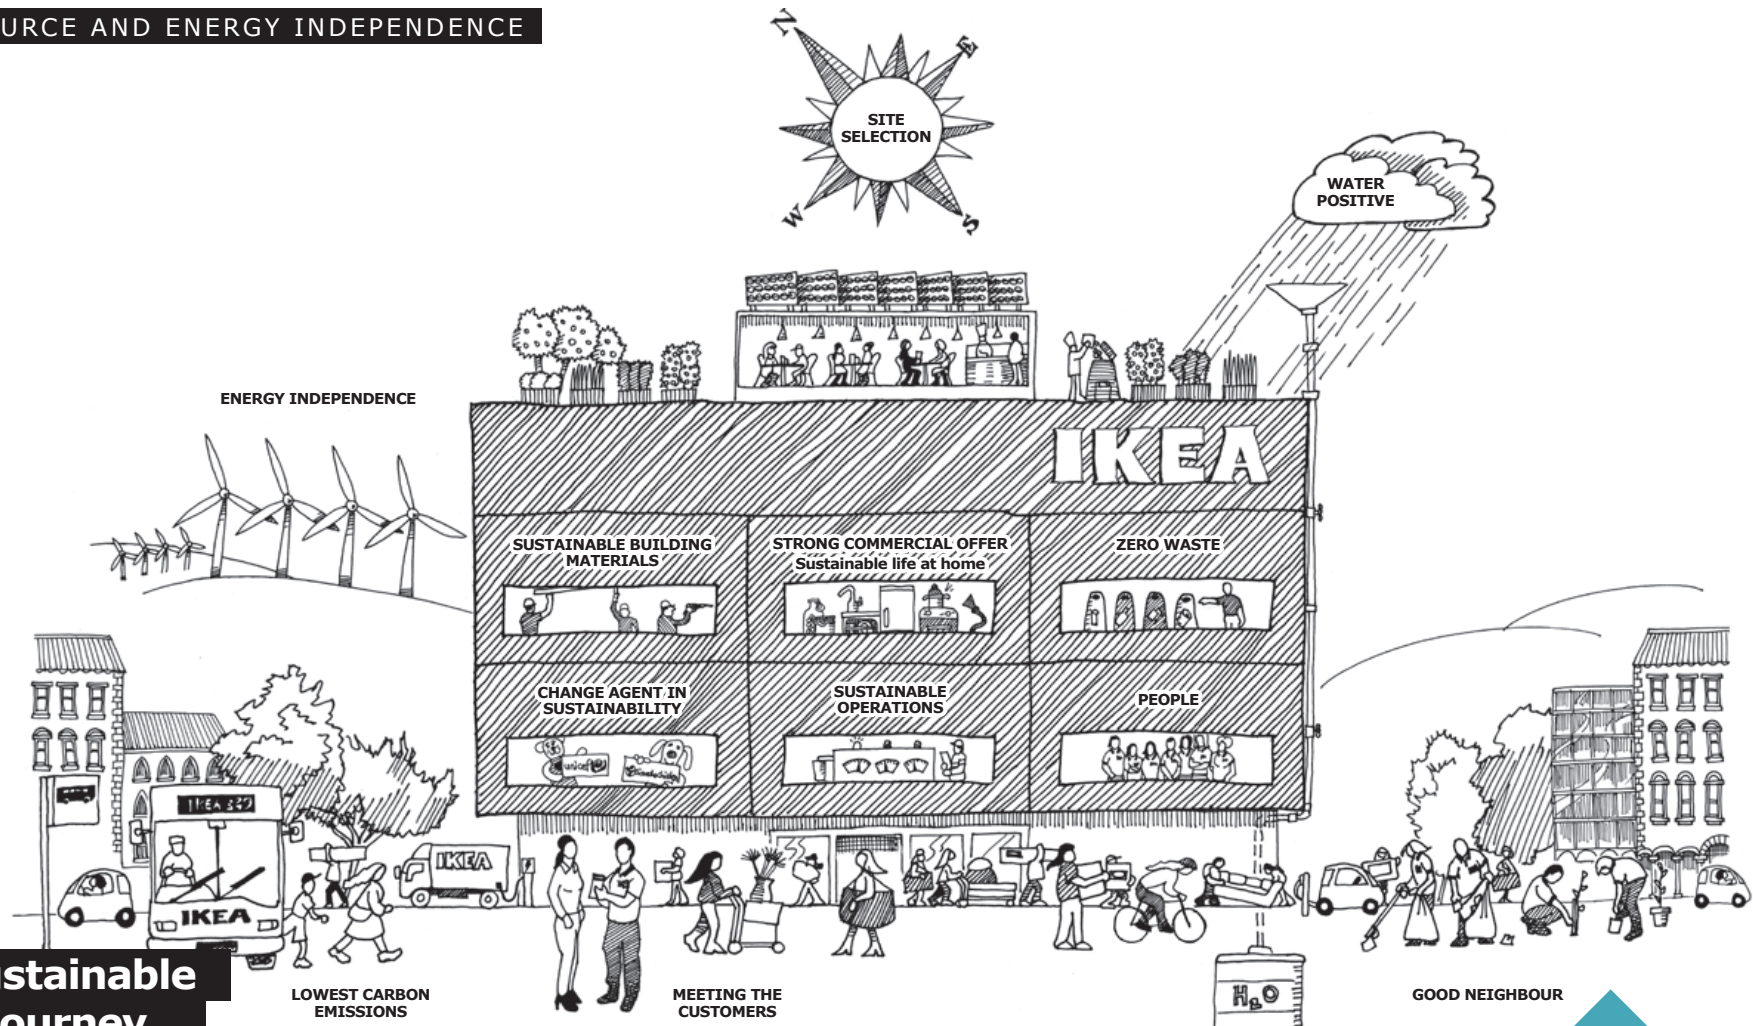 URCE AND ENERGY INDEPENDENCE
N
E
SITE
SELECTION
W
S
WATER
POSITIVE
ENERGY INDEPENDENCE
IKEA
SUSTAINABLE BUILDING
MATERIALS
STRONG COMMERCIAL OFFER
Sustainable life at home
ZERO WASTE
CHANGE AGENT IN
SUSTAINABILITY
SUSTAINABLE
OPERATIONS
PEOPLE
unicef
IKEA
IKEA
IKEA
H2O
stainable
ourney
LOWEST CARBON
EMISSIONS
MEETING THE
CUSTOMERS
GOOD NEIGHBOUR